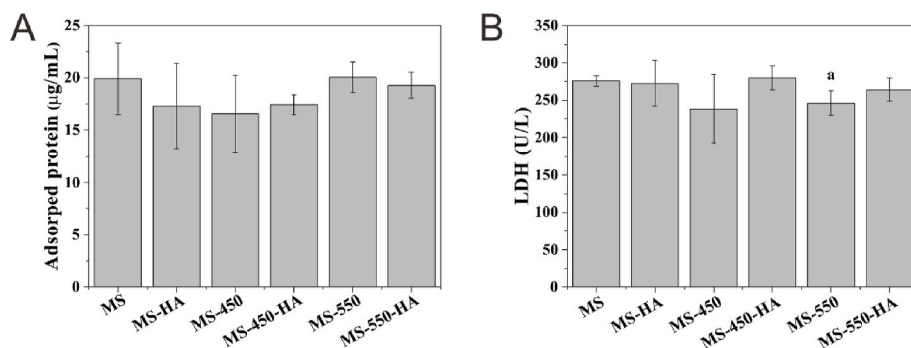 A
Adsorped protein (μg/mL)
25
20
15
10
5
0
MS
MS-HA
MS-450
MS-450-HA
MS-550
MS-550-HA
B
LDH (U/L)
350
300
250
200
150
100
50
0
a
MS
MS-HA
MS-450
MS-450-HA
MS-550
MS-550-HA